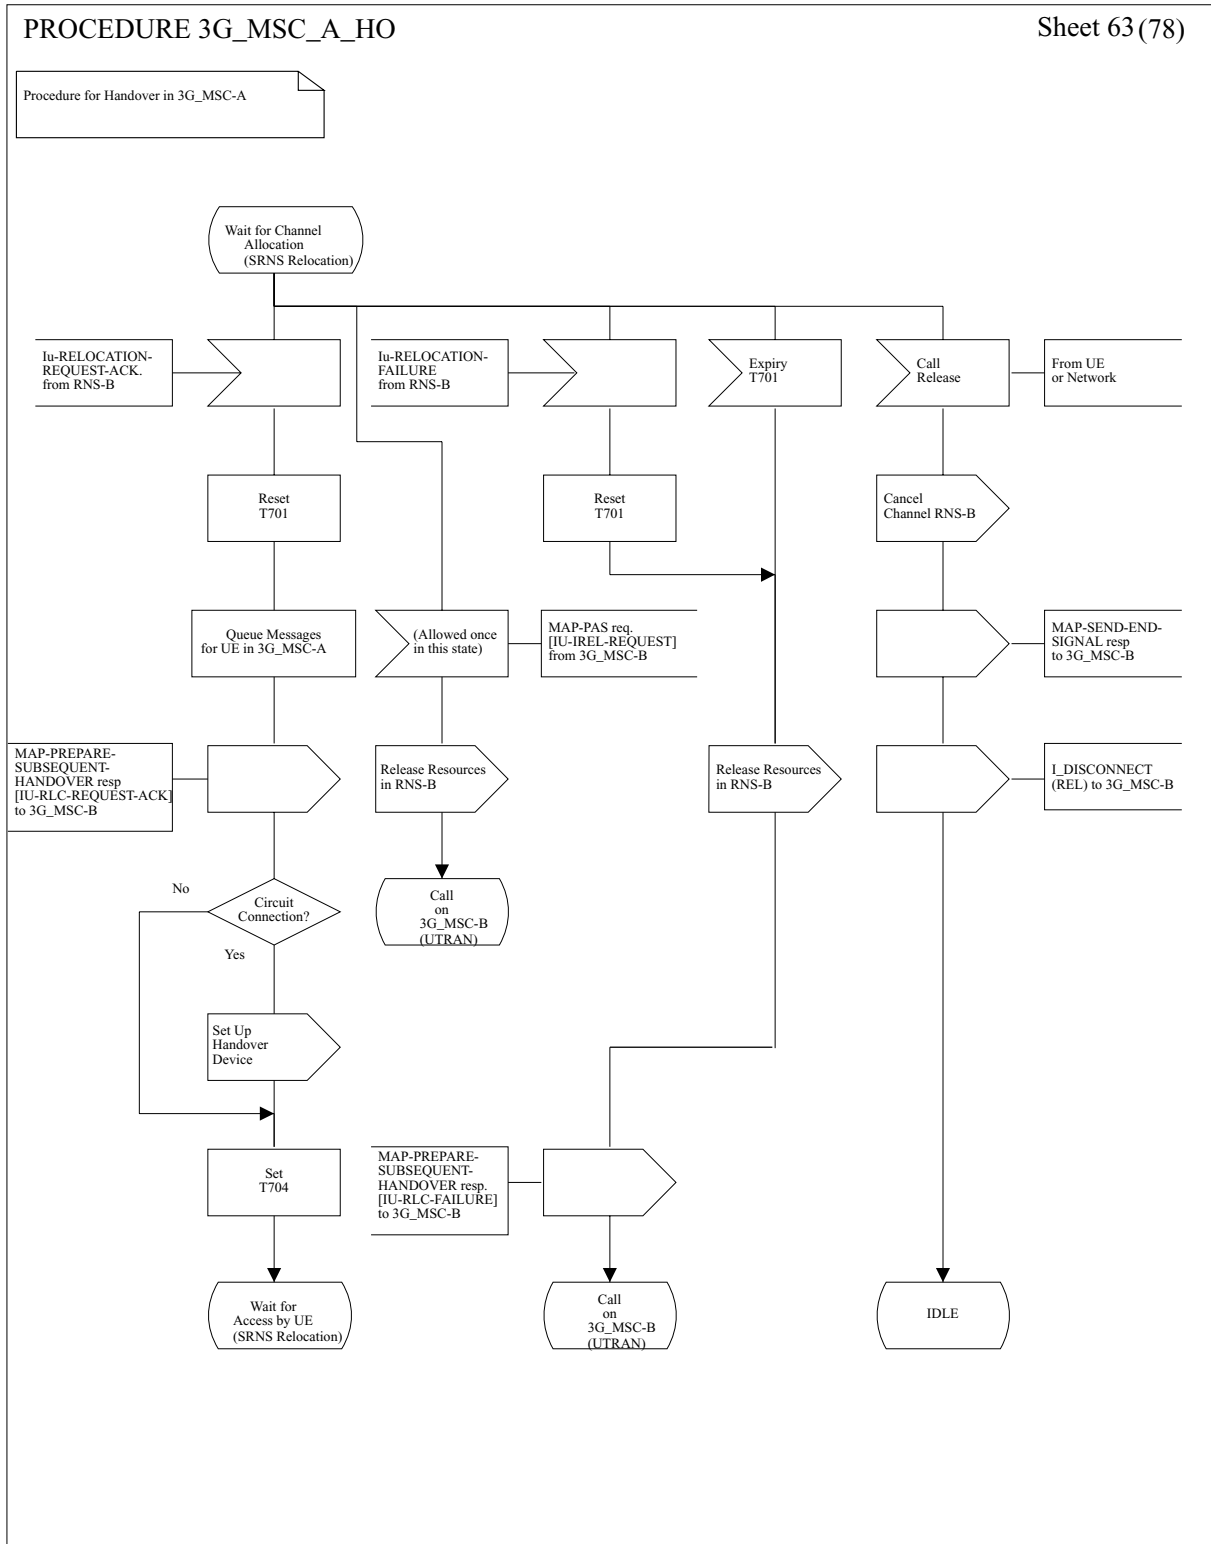 PROCEDURE 3G_MSC_A_HO
Sheet 63 (78)
Procedure for Handover in 3G_MSC-A
Wait for Channel
Allocation
(SRNS Relocation)
Iu-RELOCATION-
REQUEST-ACK.
from RNS-B
Iu-RELOCATION-
FAILURE
from RNS-B
Expiry
T701
Call
Release
From UE
or Network
Reset
T701
Reset
T701
Cancel
Channel RNS-B
Queue Messages
for UE in 3G_MSC-A
(Allowed once
in this state)
MAP-PAS req.
[IU-IREL-REQUEST]
from 3G_MSC-B
MAP-SEND-END-
SIGNAL resp
to 3G_MSC-B
MAP-PREPARE-
SUBSEQUENT-
HANDOVER resp
[IU-RLC-REQUEST-ACK]
to 3G_MSC-B
Release Resources
in RNS-B
Release Resources
in RNS-B
I_DISCONNECT
(REL) to 3G_MSC-B
No
Circuit
Connection?
Yes
Call
on
3G_MSC-B
(UTRAN)
Set Up
Handover
Device
Set
T704
MAP-PREPARE-
SUBSEQUENT-
HANDOVER resp.
[IU-RLC-FAILURE]
to 3G_MSC-B
Wait for
Access by UE
(SRNS Relocation)
Call
on
3G_MSC-B
(UTRAN)
IDLE